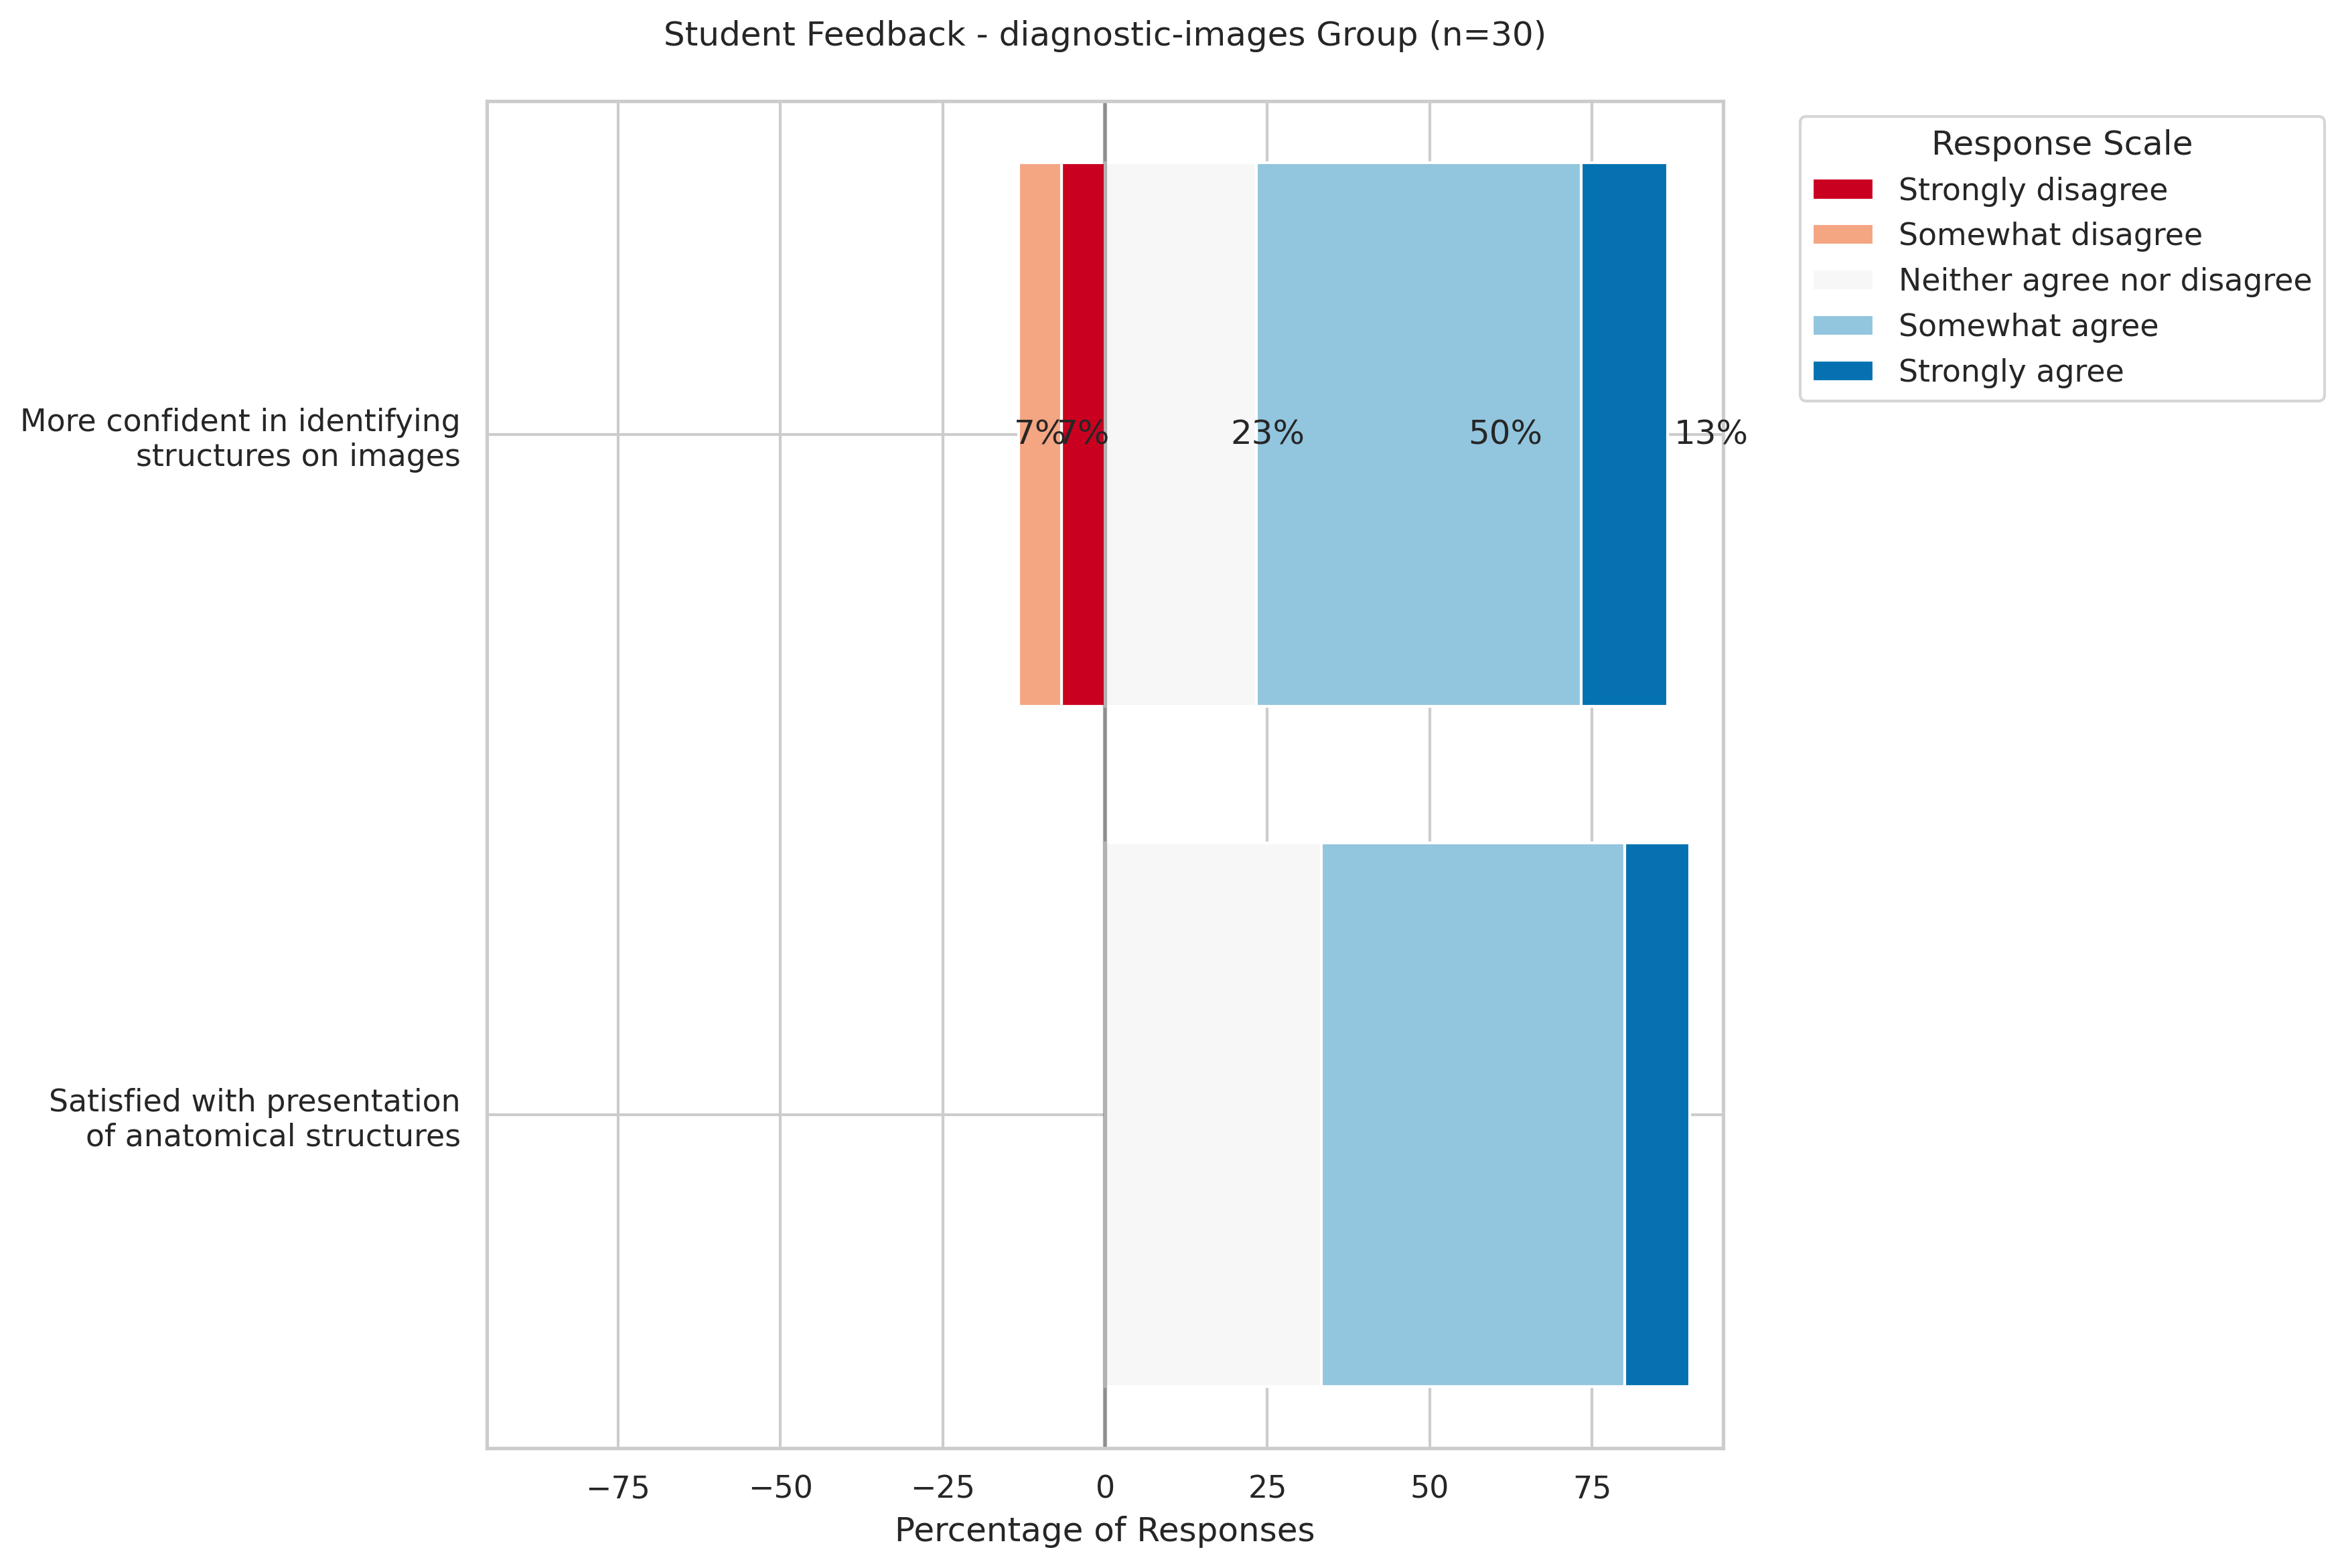 Student Feedback - diagnostic-images Group (n=30)
Response Scale
Strongly disagree
Somewhat disagree
Neither agree nor disagree
Somewhat agree
Strongly agree
More confident in identifying
structures on images
7%
7%
23%
50%
13%
Satisfied with presentation
of anatomical structures
−75
−50
−25
0
25
50
75
Percentage of Responses